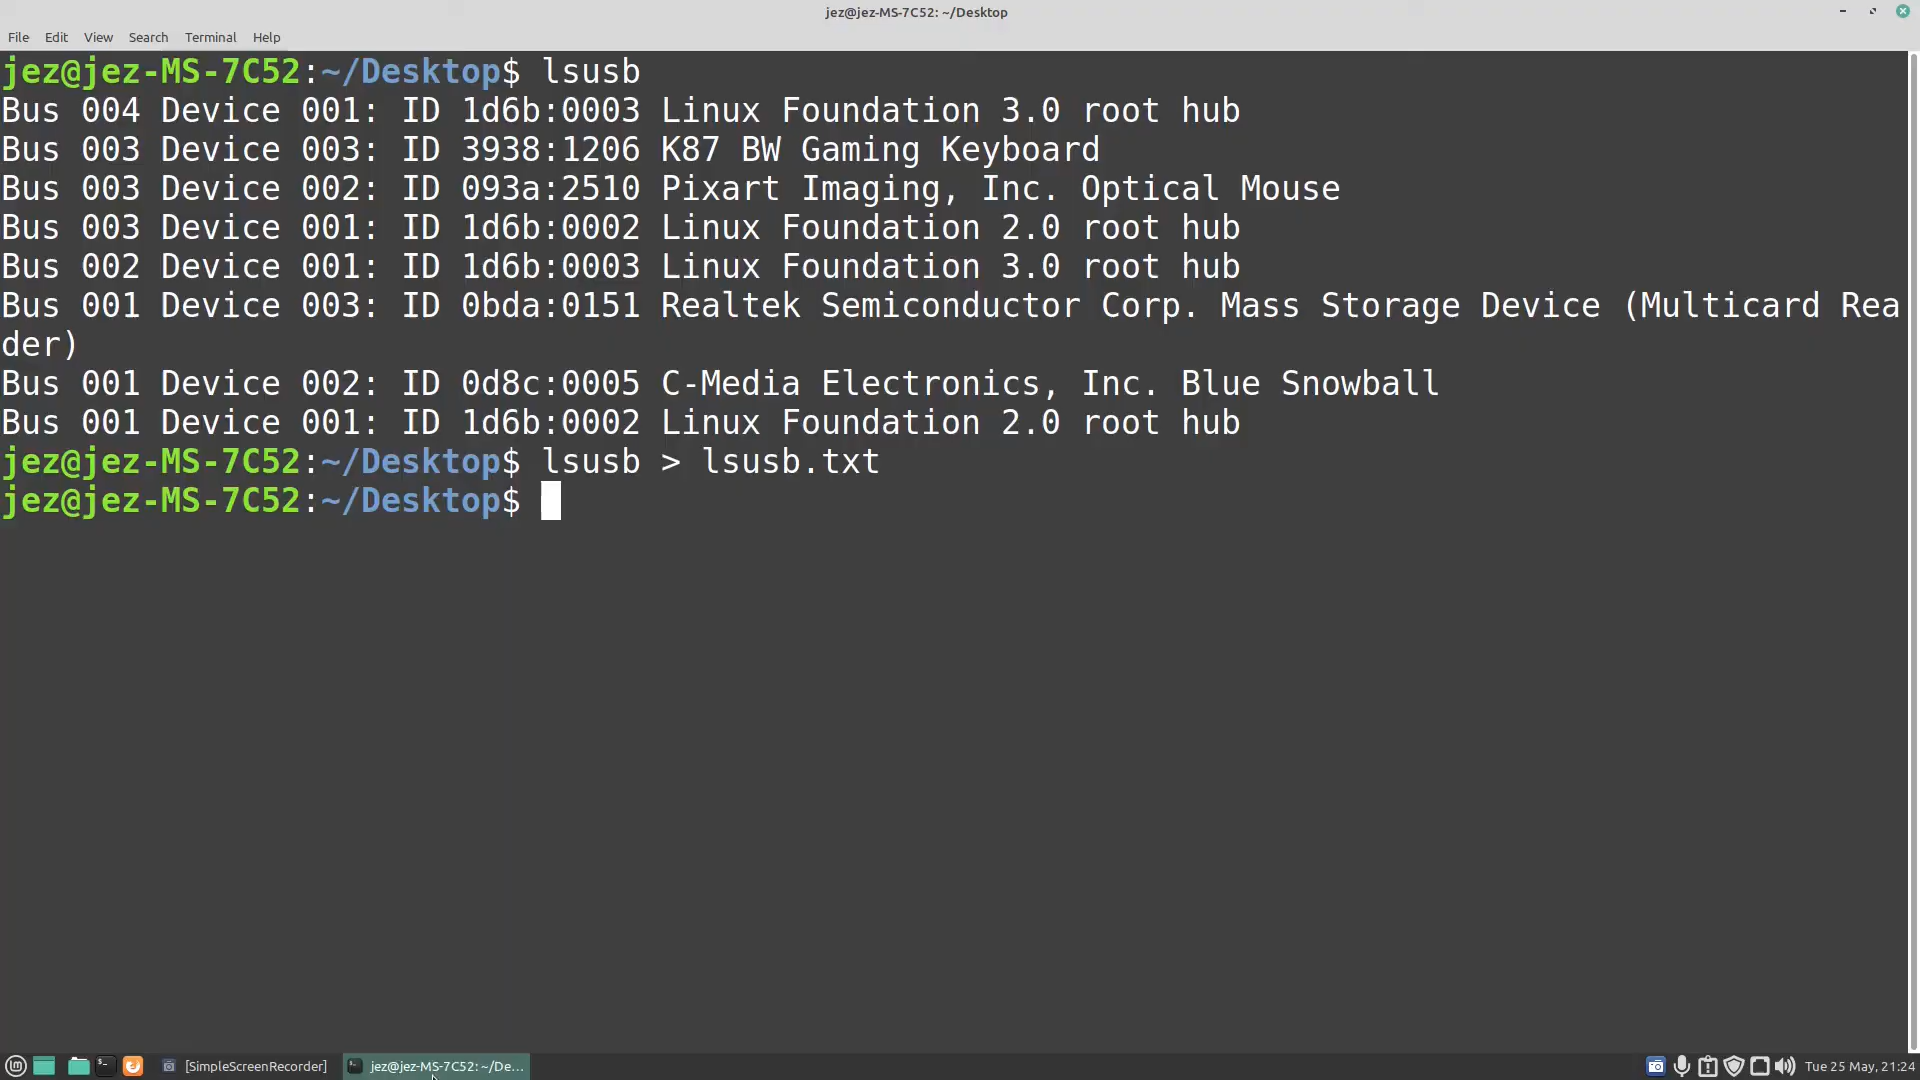 jez@jez-MS-7C52: ~/Desktop
File Edit View Search Terminal Help
jez@jez-MS-7C52:~/Desktop$ lsusb
Bus 004 Device 001: ID 1d6b:0003 Linux Foundation 3.0 root hub
Bus 003 Device 003: ID 3938:1206 K87 BW Gaming Keyboard
Bus 003 Device 002: ID 093a:2510 Pixart Imaging, Inc. Optical Mouse
Bus 003 Device 001: ID 1d6b:0002 Linux Foundation 2.0 root hub
Bus 002 Device 001: ID 1d6b:0003 Linux Foundation 3.0 root hub
Bus 001 Device 003: ID 0bda:0151 Realtek Semiconductor Corp. Mass Storage Device (Multicard Rea
der)
Bus 001 Device 002: ID 0d8c:0005 C-Media Electronics, Inc. Blue Snowball
Bus 001 Device 001: ID 1d6b:0002 Linux Foundation 2.0 root hub
jez@jez-MS-7C52:~/Desktop$ lsusb > lsusb.txt
jez@jez-MS-7C52:~/Desktop$
[SimpleScreenRecorder] jez@jez-MS-7C52: ~/De... Tue 25 May, 21:24